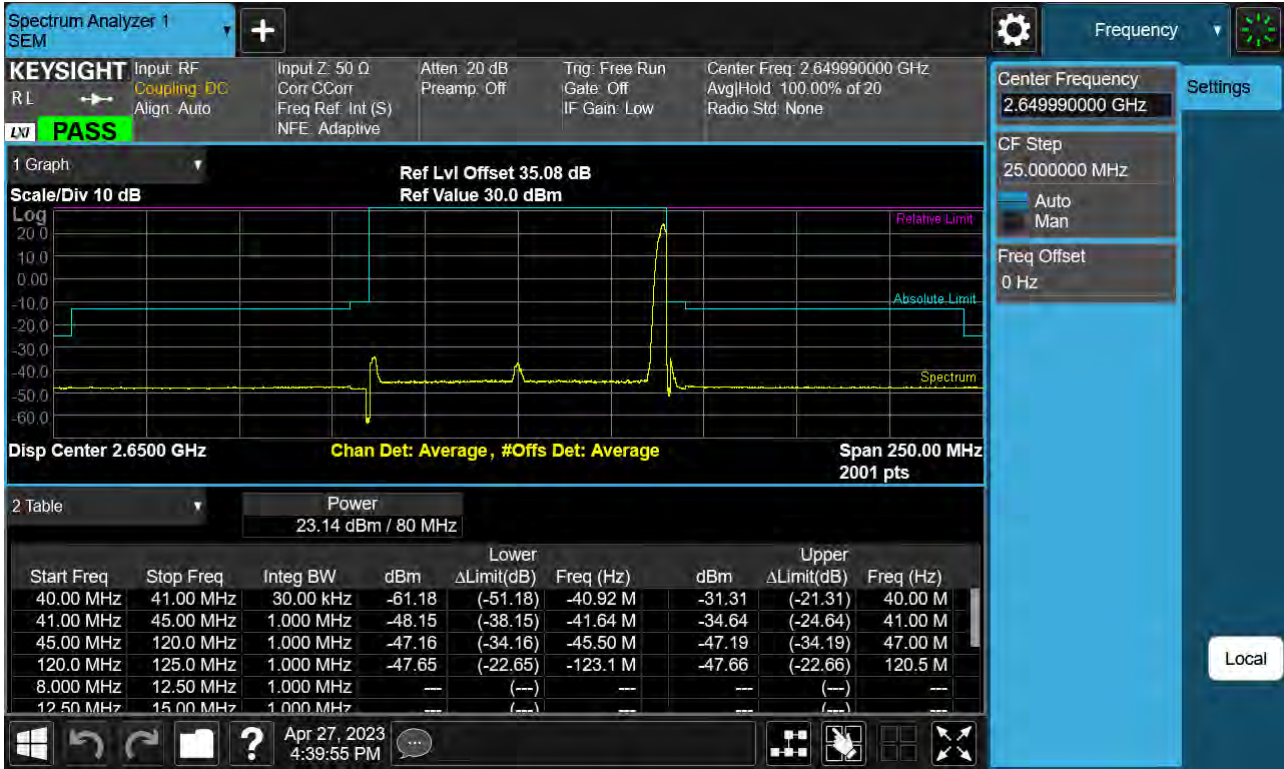 Spectrum Analyzer 1
SEM
Frequency
KEYSIGHT
Input: RF
Coupling: DC
Align: Auto
Input Z: 50 Ω
Corr CCorr
Freq Ref: Int (S)
NFE: Adaptive
Atten: 20 dB
Preamp: Off
Trig: Free Run
Gate: Off
IF Gain: Low
Center Freq: 2.649990000 GHz
Avg|Hold: 100.00% of 20
Radio Std: None
R L
LXI PASS
Center Frequency
2.649990000 GHz
Settings
CF Step
25.000000 MHz
Auto
Man
Freq Offset
0 Hz
Local
1 Graph
Scale/Div 10 dB
Ref Lvl Offset 35.08 dB
Ref Value 30.0 dBm
Log
20.0
10.0
0.00
-10.0
-20.0
-30.0
-40.0
-50.0
-60.0
Relative Limit
Absolute Limit
Spectrum
Disp Center 2.6500 GHz Chan Det: Average , #Offs Det: Average Span 250.00 MHz
2001 pts
2 Table
Power
23.14 dBm / 80 MHz
Lower Upper
Start Freq Stop Freq Integ BW dBm ΔLimit(dB) Freq (Hz) dBm ΔLimit(dB) Freq (Hz)
40.00 MHz 41.00 MHz 30.00 kHz -61.18 (-51.18) -40.92 M -31.31 (-21.31) 40.00 M
41.00 MHz 45.00 MHz 1.000 MHz -48.15 (-38.15) -41.64 M -34.64 (-24.64) 41.00 M
45.00 MHz 120.0 MHz 1.000 MHz -47.16 (-34.16) -45.50 M -47.19 (-34.19) 47.00 M
120.0 MHz 125.0 MHz 1.000 MHz -47.65 (-22.65) -123.1 M -47.66 (-22.66) 120.5 M
8.000 MHz 12.50 MHz 1.000 MHz --- (---) --- --- (---) ---
12.50 MHz 15.00 MHz 1.000 MHz --- (---) --- --- (---) ---
Apr 27, 2023
4:39:55 PM